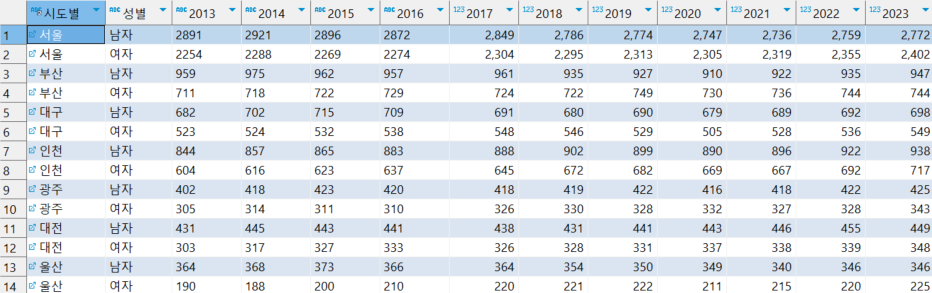 시도별 성별 2013 2014 2015 2016 123 2017 123 2018 123 2019 123 2020 123 2021 123 2022 123 2023
1 서울 남자 2891 2921 2896 2872 2,849 2,786 2,774 2,747 2,736 2,759 2,772
2 서울 여자 2254 2288 2269 2274 2,304 2,295 2,313 2,305 2,319 2,355 2,402
3 부산 남자 959 975 962 957 961 935 927 910 922 935 947
4 부산 여자 711 718 722 729 724 722 749 730 736 744 744
5 대구 남자 682 702 715 709 691 680 690 679 689 692 698
6 대구 여자 523 524 532 538 548 546 529 505 528 536 549
7 인천 남자 844 857 865 883 888 902 899 890 896 922 938
8 인천 여자 604 616 623 637 645 672 682 669 667 692 717
9 광주 남자 402 418 423 420 418 419 422 416 418 422 425
10 광주 여자 305 314 311 310 326 330 328 332 327 328 343
11 대전 남자 431 445 443 441 438 431 441 443 446 455 449
12 대전 여자 303 317 327 333 326 328 331 337 338 339 348
13 울산 남자 364 368 373 366 364 354 350 349 340 346 346
14 울산 여자 190 188 200 210 220 221 222 211 215 220 225